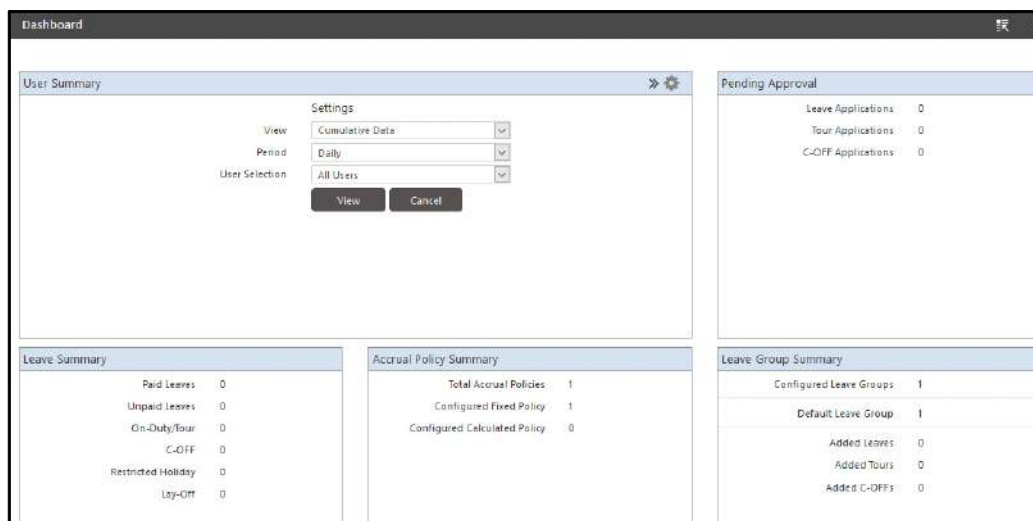 Dashboard
User Summary
Settings
View Cumulative Data
Period Daily
User Selection All Users
View Cancel
Pending Approval
Leave Applications 0
Tour Applications 0
C-OFF Applications 0
Leave Summary
Paid Leaves 0
Unpaid Leaves 0
On-Duty/Tour 0
C-OFF 0
Restricted Holiday 0
Lay-Off 0
Accrual Policy Summary
Total Accrual Policies 1
Configured Fixed Policy 1
Configured Calculated Policy 0
Leave Group Summary
Configured Leave Groups 1
Default Leave Group 1
Added Leaves 0
Added Tours 0
Added C-OFFs 0